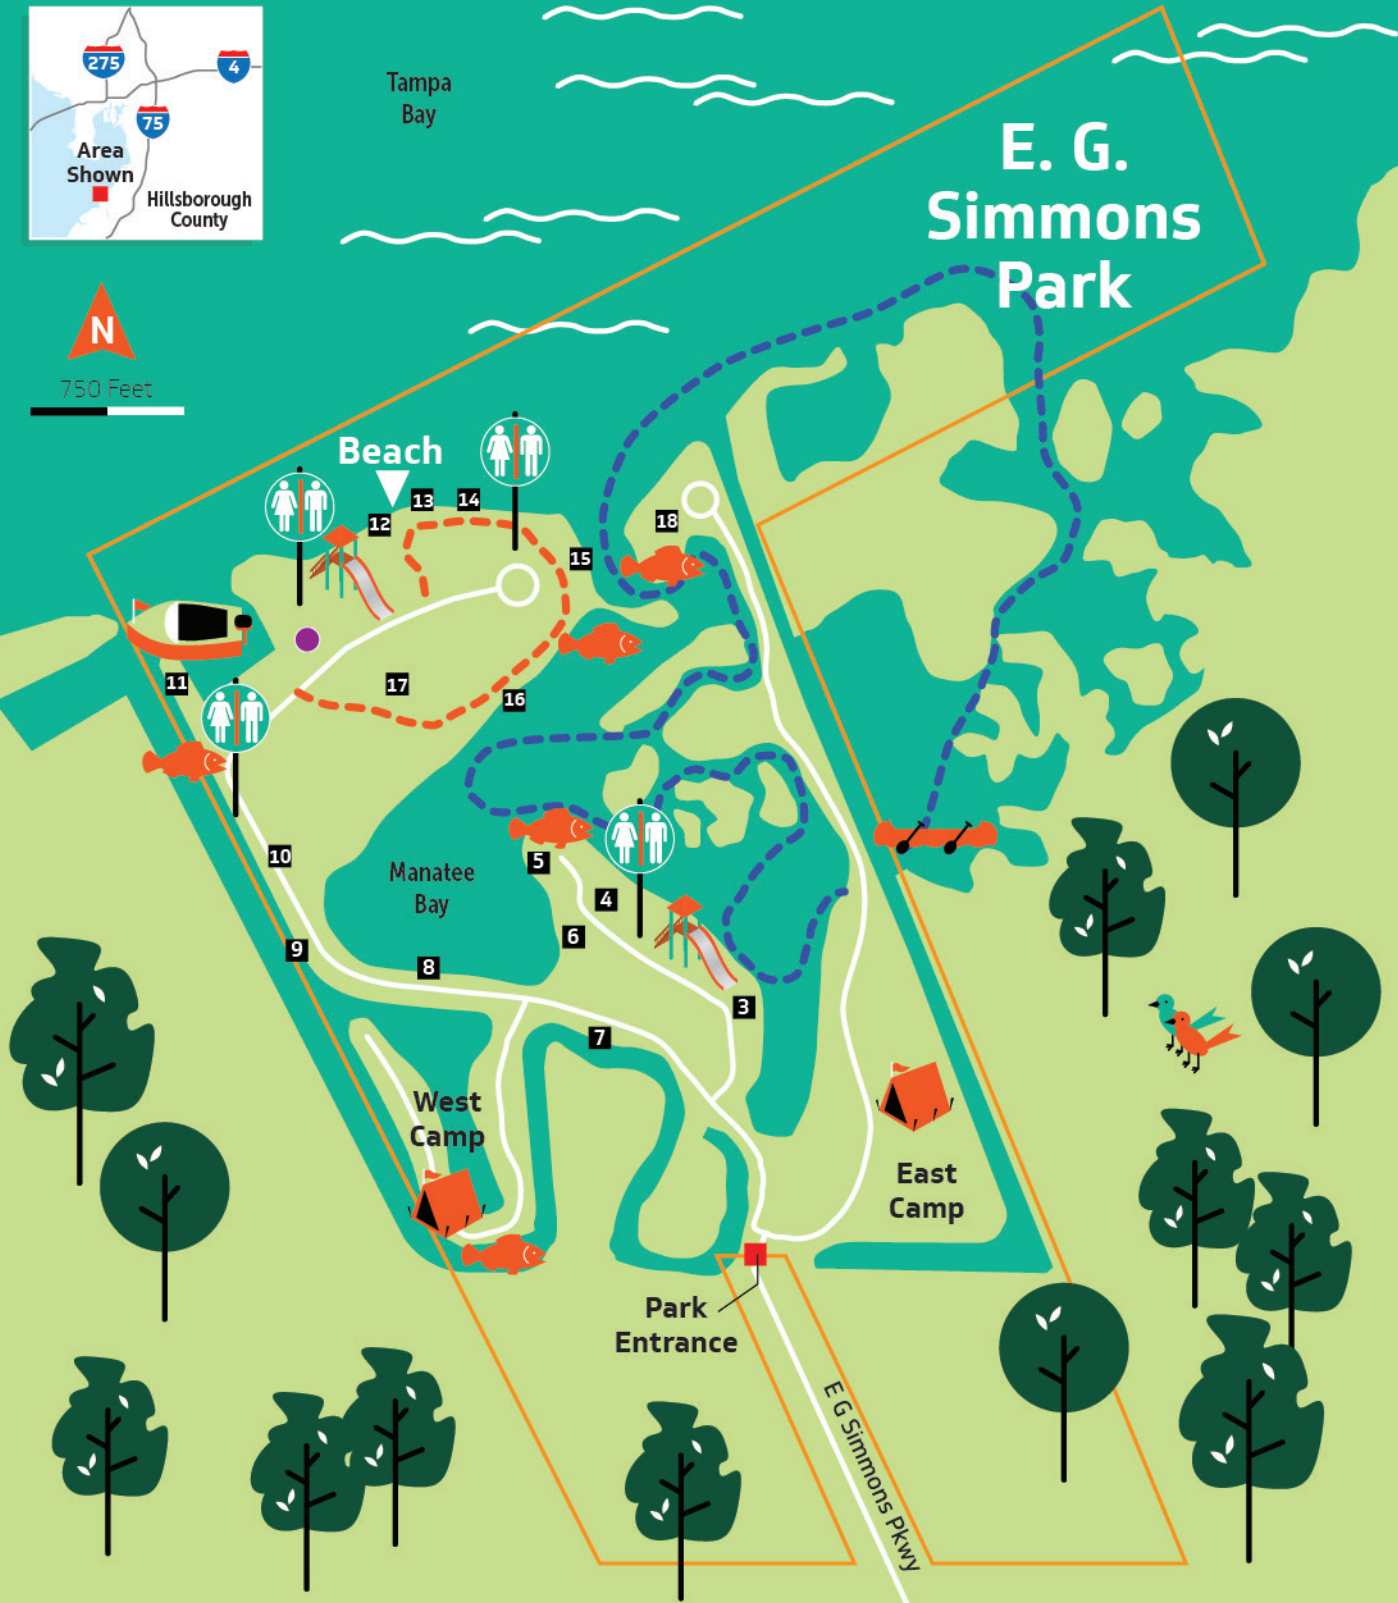 275
4
75
Area
Shown
Hillsborough
County
Tampa
Bay
E. G.
Simmons
Park
N
750 Feet
Beach
13
14
12
18
15
11
17
16
10
5
Manatee
Bay
4
6
9
8
3
7
West
Camp
East
Camp
Park
Entrance
E G Simmons Pkwy